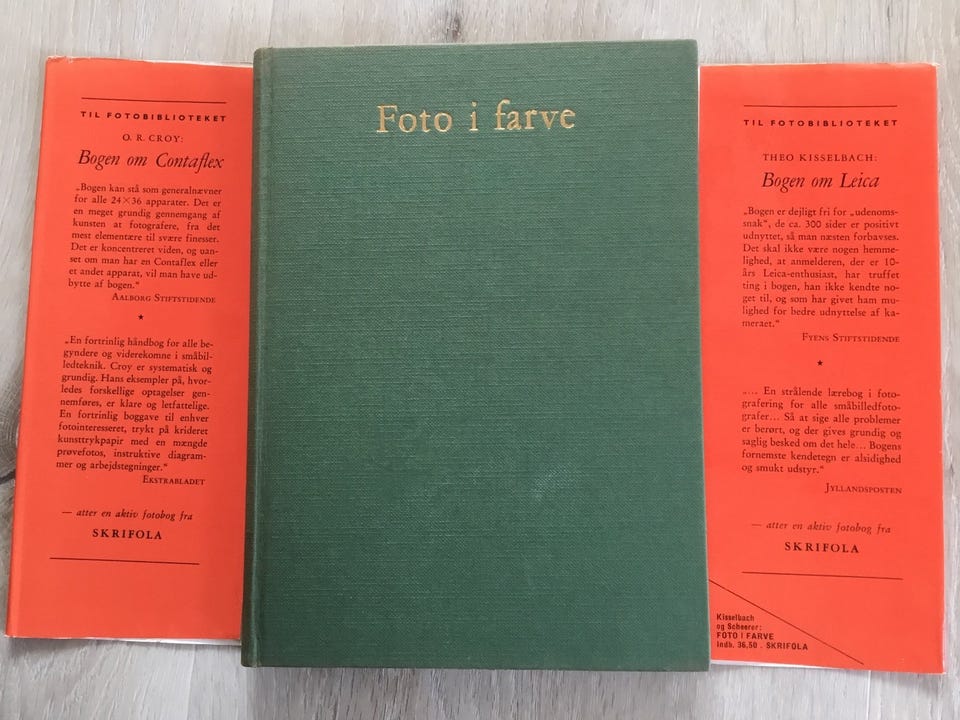 TIL FOTOBIBLIOTEKET
O. R. CROY:
Bogen om Contaflex
„Bogen kan stå som generalnævner
for alle 24×36 apparater. Det er
en meget grundig gennemgang af
kunsten at fotografere, fra det
mest elementære til svære finesser.
Det er koncentreret viden, og uan-
set om man har en Contaflex eller
et andet apparat, vil man have ud-
bytte af bogen.“
AALBORG STIFTSTIDENDE
★
„En fortrinlig håndbog for alle be-
gyndere og viderekomne i småbil-
ledteknik. Croy er systematisk og
grundig. Hans eksempler på, hvor-
ledes forskellige optagelser gen-
nemføres, er klare og letfattelige.
En fortrinlig boggave til enhver
fotointeresseret, trykt på krideret
kunsttrykpapir med en mængde
prøvefotos, instruktive diagram-
mer og arbejdstegninger.“
EKSTRABLADET
— atter en aktiv fotobog fra
SKRIFOLA
Foto i farve
TIL FOTOBIBLIOTEKET
THEO KISSELBACH:
Bogen om Leica
„Bogen er dejligt fri for „udenoms-
snak“, de ca. 300 sider er positivt
udnyttet, så man næsten forbavses.
Det skal ikke være nogen hemme-
lighed, at anmelderen, der er 10-
års Leica-enthusiast, har truffet
ting i bogen, han ikke kendte no-
get til, og som har givet ham mu-
lighed for bedre udnyttelse af ka-
meraet.“
FYENS STIFTSTIDENDE
★
„... En strålende lærebog i foto-
grafering for alle småbilledfoto-
grafer... Så at sige alle problemer
er berørt, og der gives grundig og
saglig besked om det hele... Bogens
fornemste kendetegn er alsidighed
og smukt udstyr.“
JYLLANDSPOSTEN
— atter en aktiv fotobog fra
SKRIFOLA
Kisselbach
og Scheerer:
FOTO I FARVE
Indb. 36,50 . SKRIFOLA